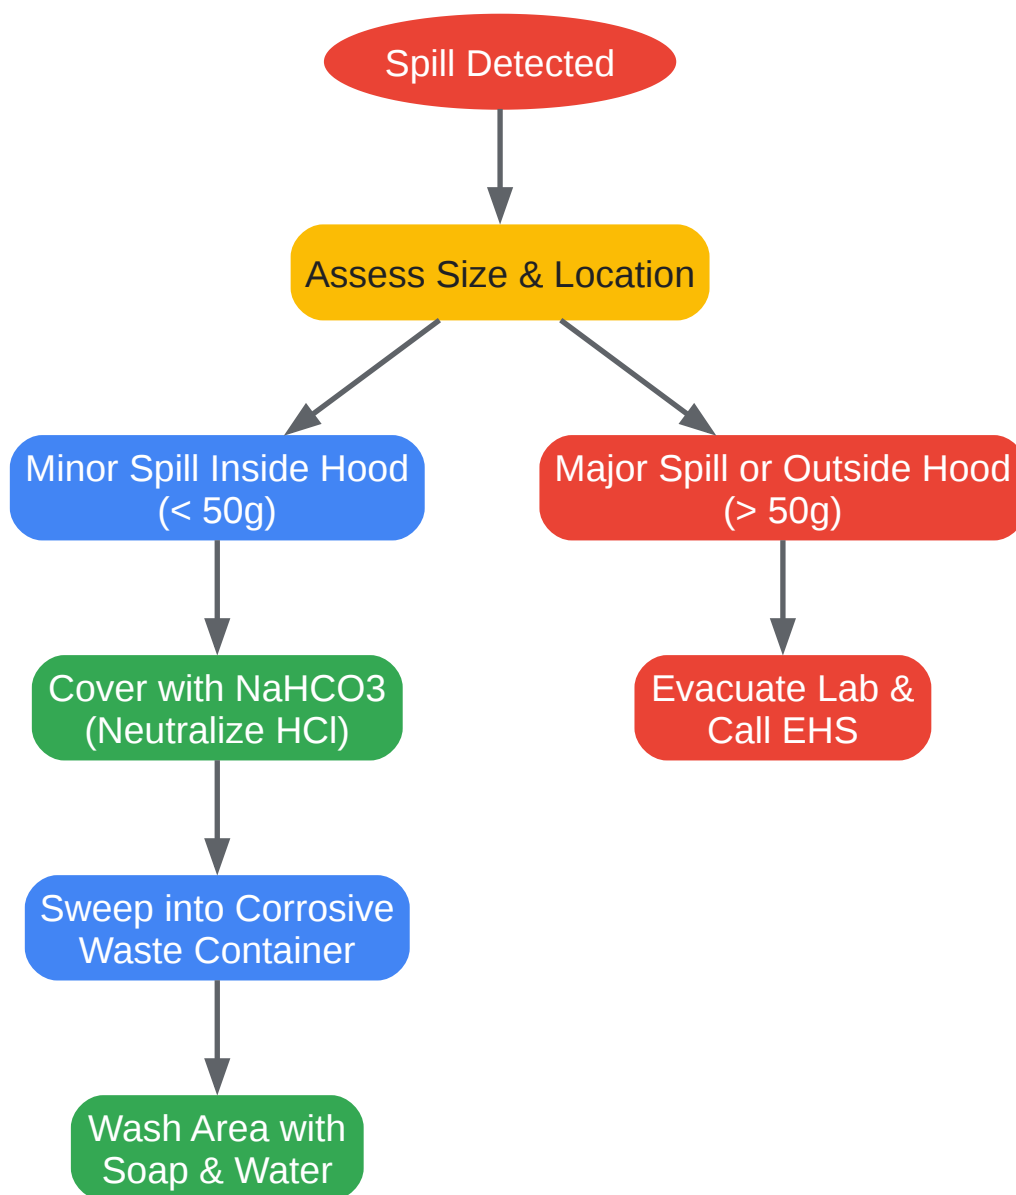 Spill Detected
Assess Size & Location
Minor Spill Inside Hood
(< 50g)
Major Spill or Outside Hood
(> 50g)
Cover with NaHCO3
(Neutralize HCl)
Evacuate Lab &
Call EHS
Sweep into Corrosive
Waste Container
Wash Area with
Soap & Water